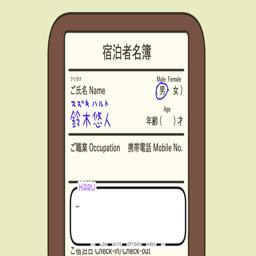 宿泊者名簿
フリガナ
ご氏名 Name
Male Female
(男・女)
スズキ ハルト
鈴木悠人
Age
年齢( )才
ご職業 Occupation 携帯電話 Mobile No.
HARU
..
ご宿泊日 Check-in/Check-out